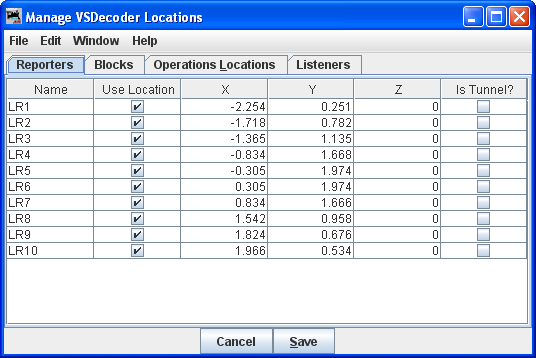 Manage VSDecoder Locations
File Edit Window Help
Reporters Blocks Operations Locations Listeners
Name Use Location X Y Z Is Tunnel?
LR1 -2.254 0.251 0
LR2 -1.718 0.782 0
LR3 -1.365 1.135 0
LR4 -0.834 1.668 0
LR5 -0.305 1.974 0
LR6 0.305 1.974 0
LR7 0.834 1.666 0
LR8 1.542 0.958 0
LR9 1.824 0.676 0
LR10 1.966 0.534 0
Cancel Save